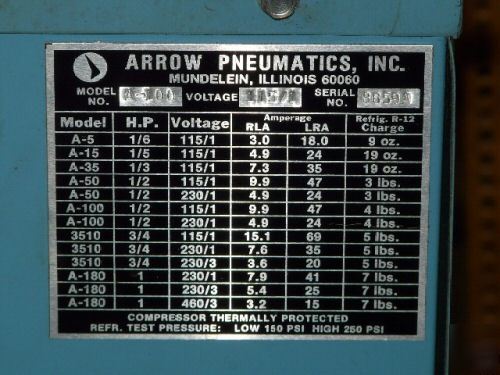 ARROW PNEUMATICS, INC.
MUNDELEIN, ILLINOIS 60060
MODEL NO. A-100 VOLTAGE 115/1 SERIAL NO.
Model H.P. Voltage Amperage RLA LRA Refrig. R-12 Charge
A-5 1/6 115/1 3.0 18.0 9 oz.
A-15 1/5 115/1 4.9 24 19 oz.
A-35 1/3 115/1 7.3 35 19 oz.
A-50 1/2 115/1 9.9 47 3 lbs.
A-50 1/2 230/1 4.9 24 3 lbs.
A-100 1/2 115/1 9.9 47 4 lbs.
A-100 1/2 230/1 4.9 24 4 lbs.
3510 3/4 115/1 15.1 69 5 lbs.
3510 3/4 230/1 7.6 35 5 lbs.
3510 3/4 230/3 3.6 20 5 lbs.
A-180 1 230/1 7.9 41 7 lbs.
A-180 1 230/3 5.4 25 7 lbs.
A-180 1 460/3 3.2 15 7 lbs.
COMPRESSOR THERMALLY PROTECTED
REFR. TEST PRESSURE: LOW 150 PSI HIGH 250 PSI